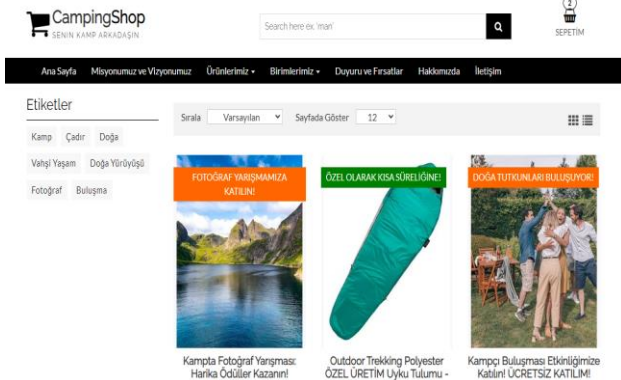 CampingShop
SENIN KAMP ARKADAŞIN
Search here ex. 'man'
2
SEPETIM
Ana Sayfa Misyonumuz ve Vizyonumuz Ürünlerimiz Birimlerimiz Duyuru ve Fırsatlar Hakkımızda İletişim
Etiketler
Kamp Çadır Doğa
Vahşi Yaşam Doğa Yürüyüşü
Fotoğraf Buluşma
Sırala Varsayılan Sayfada Göster 12
FOTOĞRAF YARIŞMAMIZA
KATILIN!
ÖZEL OLARAK KISA SÜRELİĞİNE!
DOĞA TUTKUNLARI BULUŞUYOR!
Kampta Fotoğraf Yarışması:
Harika Ödüller Kazanın!
Outdoor Trekking Polyester
ÖZEL ÜRETİM Uyku Tulumu -
Kampçı Buluşması Etkinliğimize
Katılın! ÜCRETSİZ KATILIM!